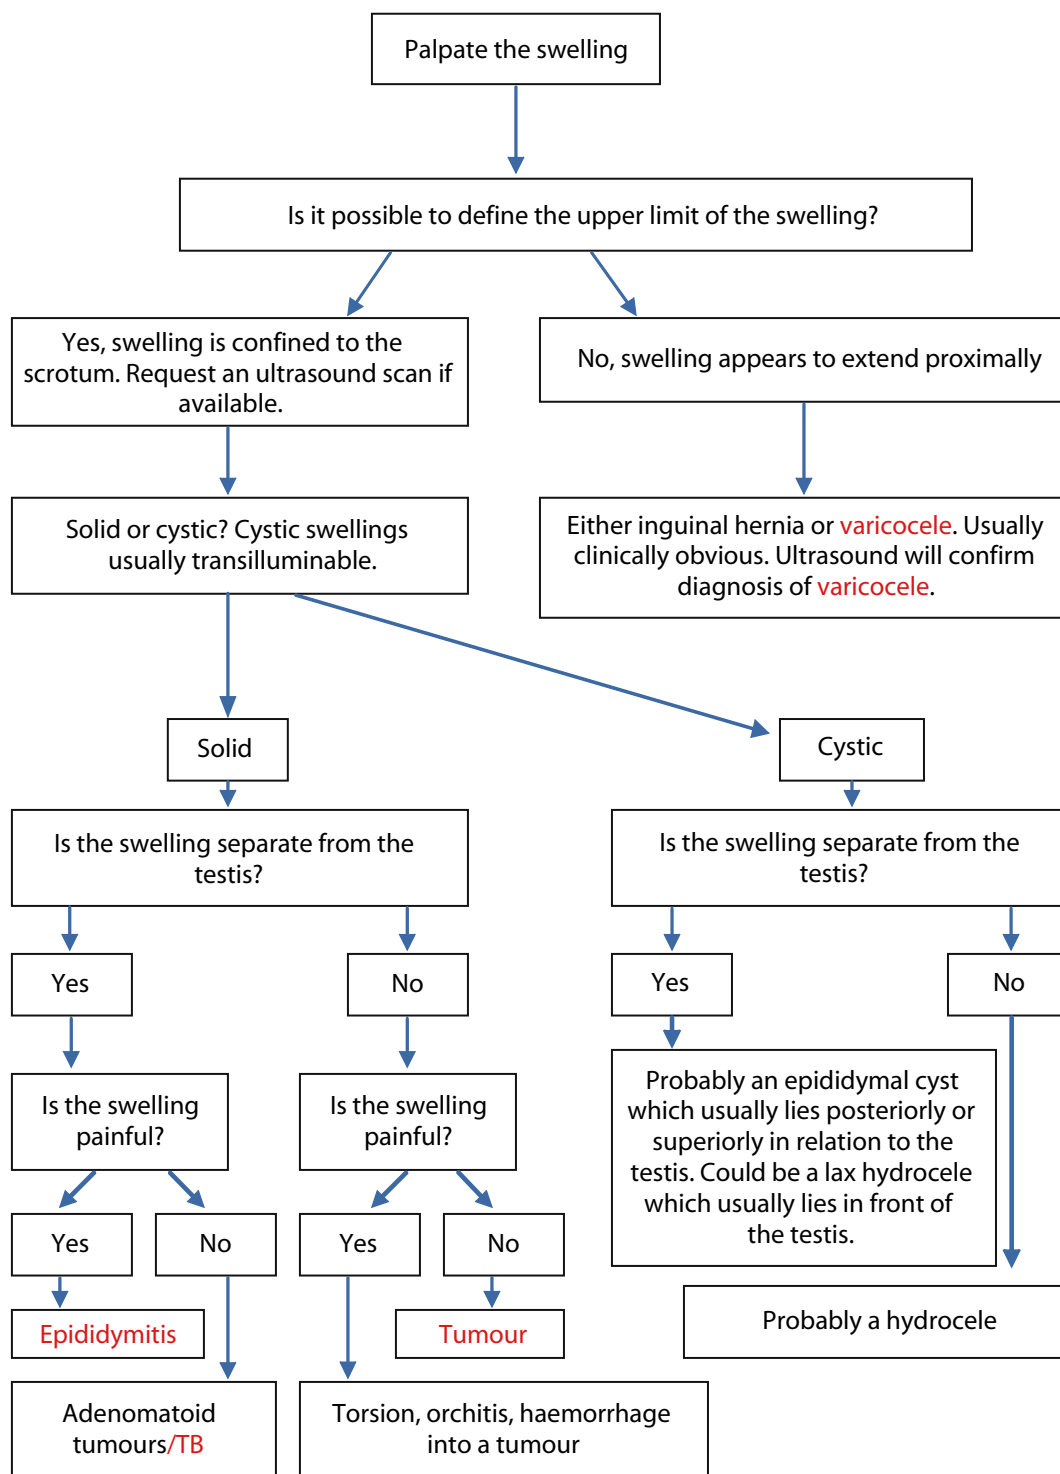 Palpate the swelling
Is it possible to define the upper limit of the swelling?
Yes, swelling is confined to the
scrotum. Request an ultrasound scan if
available.
No, swelling appears to extend proximally
Solid or cystic? Cystic swellings
usually transilluminable.
Either inguinal hernia or varicocele. Usually
clinically obvious. Ultrasound will confirm
diagnosis of varicocele.
Solid
Cystic
Is the swelling separate from the
testis?
Is the swelling separate from the
testis?
Yes
No
Yes
No
Is the swelling
painful?
Is the swelling
painful?
Probably an epididymal cyst
which usually lies posteriorly or
superiorly in relation to the
testis. Could be a lax hydrocele
which usually lies in front of
the testis.
Yes
No
Yes
No
Epididymitis
Tumour
Probably a hydrocele
Adenomatoid
tumours/TB
Torsion, orchitis, haemorrhage
into a tumour